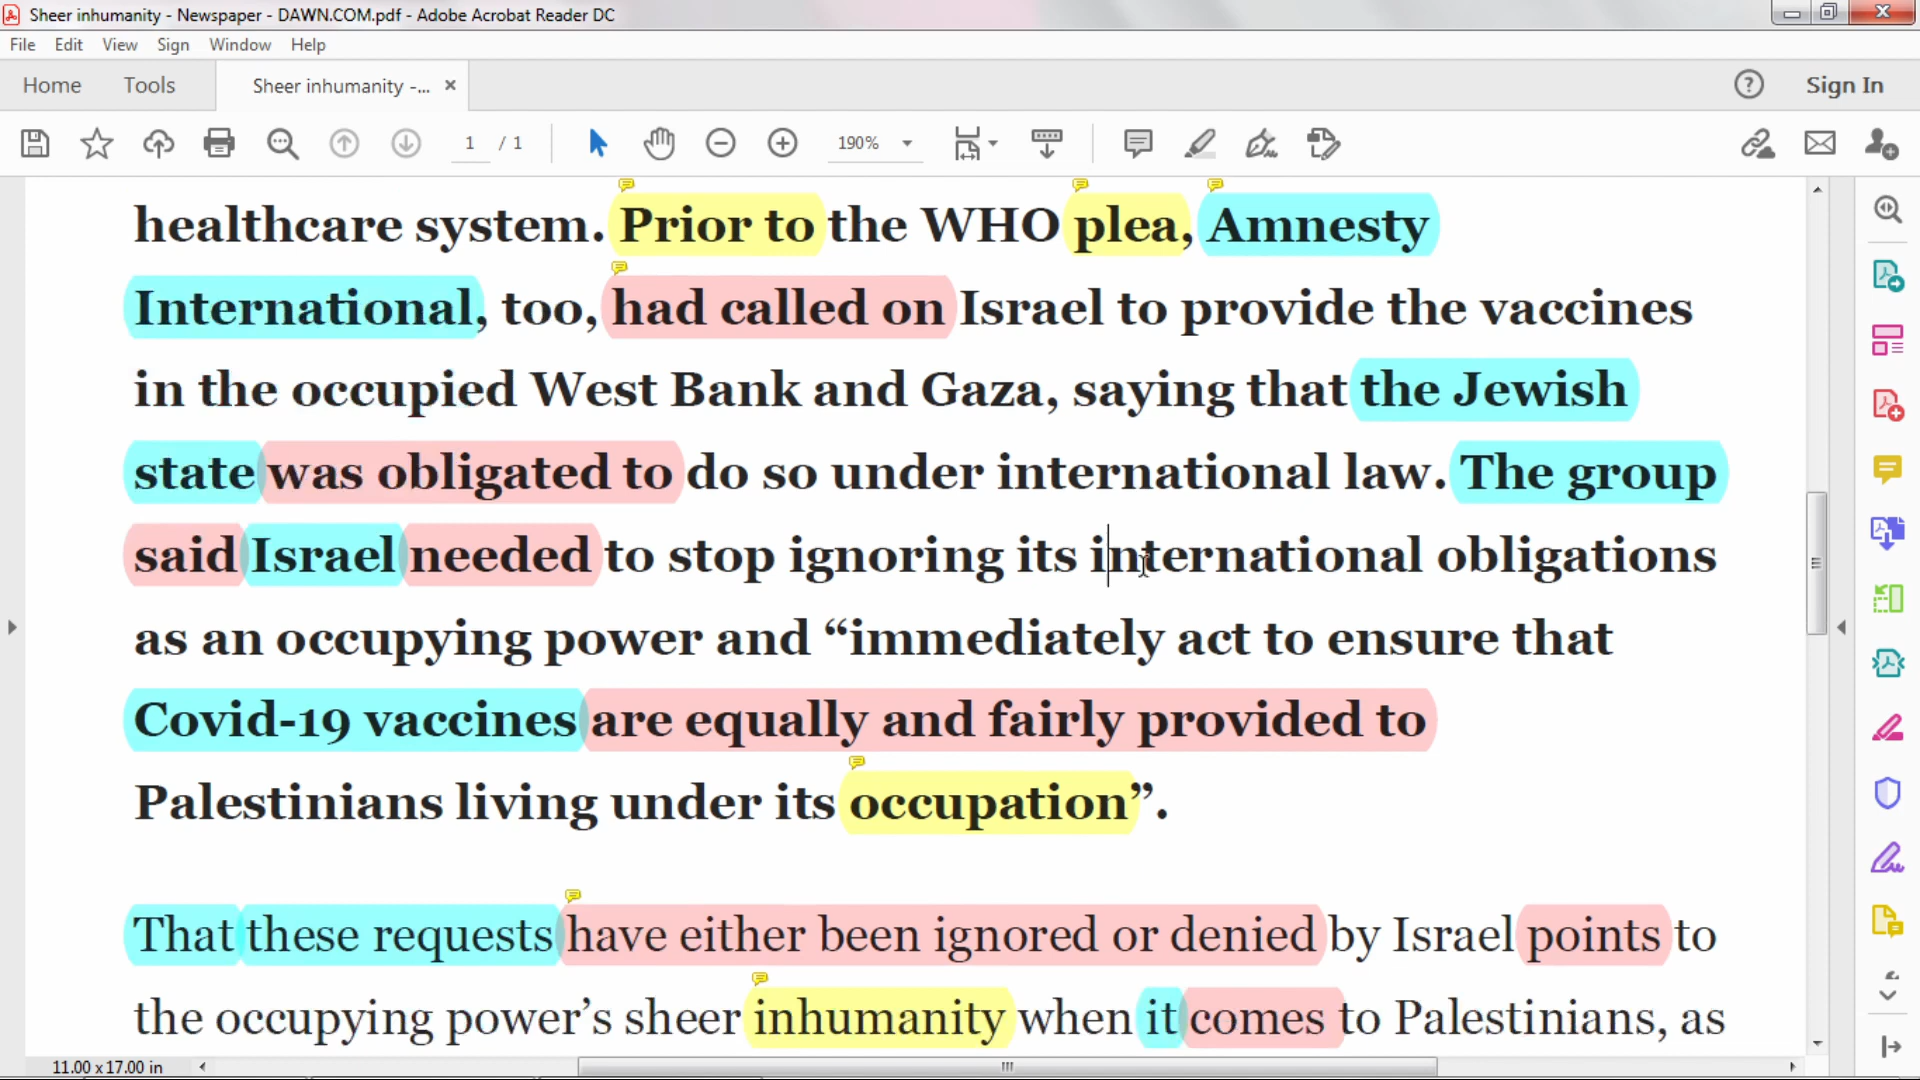 Sheer inhumanity - Newspaper - DAWN.COM.pdf - Adobe Acrobat Reader DC
File Edit View Sign Window Help
Home Tools Sheer inhumanity -... × ? Sign In
1 / 1 190%
healthcare system. Prior to the WHO plea, Amnesty
International, too, had called on Israel to provide the vaccines
in the occupied West Bank and Gaza, saying that the Jewish
state was obligated to do so under international law. The group
said Israel needed to stop ignoring its international obligations
as an occupying power and “immediately act to ensure that
Covid-19 vaccines are equally and fairly provided to
Palestinians living under its occupation”.
That these requests have either been ignored or denied by Israel points to
the occupying power’s sheer inhumanity when it comes to Palestinians, as
11.00 x 17.00 in